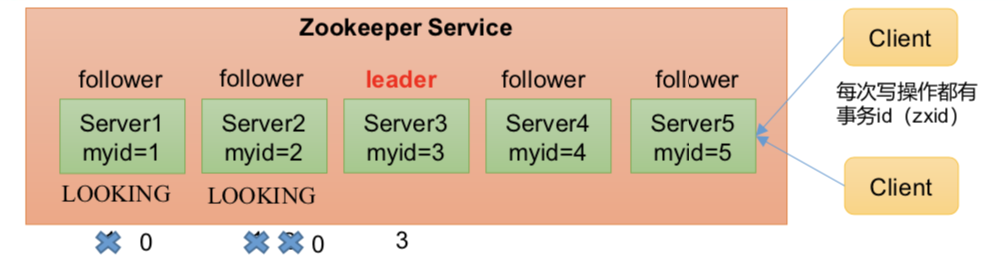 Zookeeper Service
follower
follower
leader
follower
follower
Server1
myid=1
Server2
myid=2
Server3
myid=3
Server4
myid=4
Server5
myid=5
LOOKING
LOOKING
0
0
3
Client
每次写操作都有
事务id（zxid）
Client